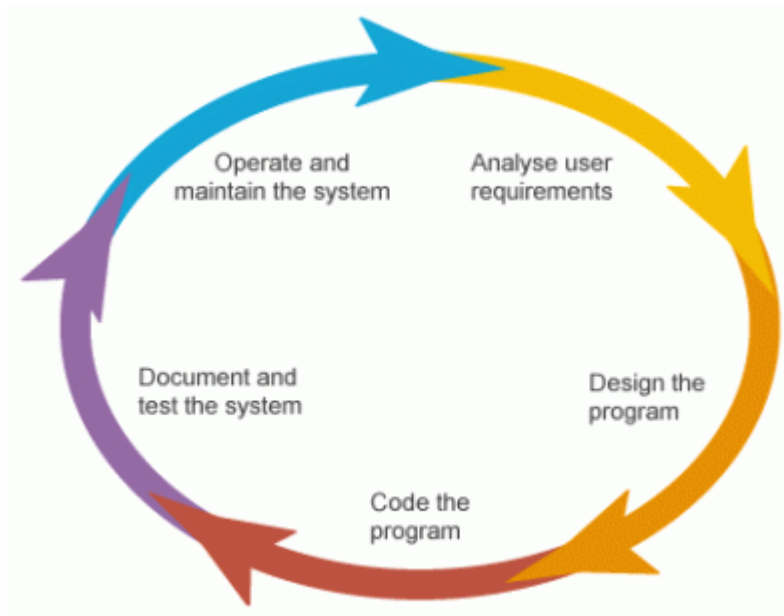 Operate and
maintain the system
Analyse user
requirements
Design the
program
Code the
program
Document and
test the system